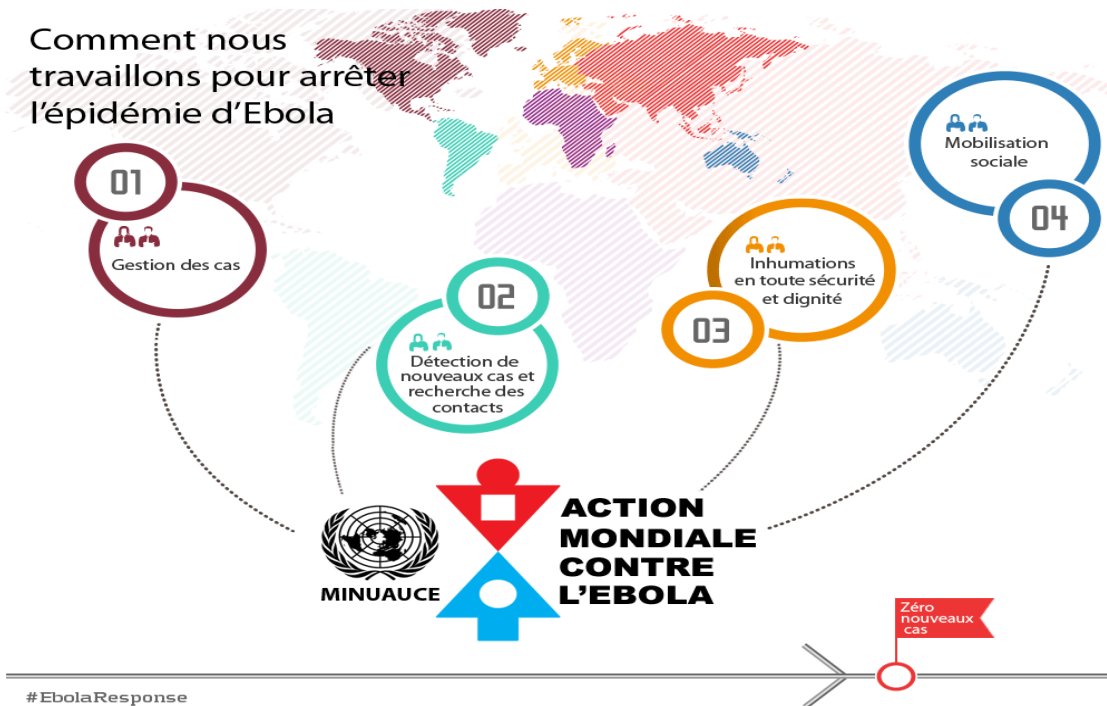 Comment nous
travaillons pour arrêter
l'épidémie d'Ebola
01
Gestion des cas
02
Détection de
nouveaux cas et
recherche des
contacts
03
Inhumations
en toute sécurité
et dignité
04
Mobilisation
sociale
MINUAUCE
ACTION
MONDIALE
CONTRE
L'EBOLA
Zéro
nouveaux
cas
#EbolaResponse